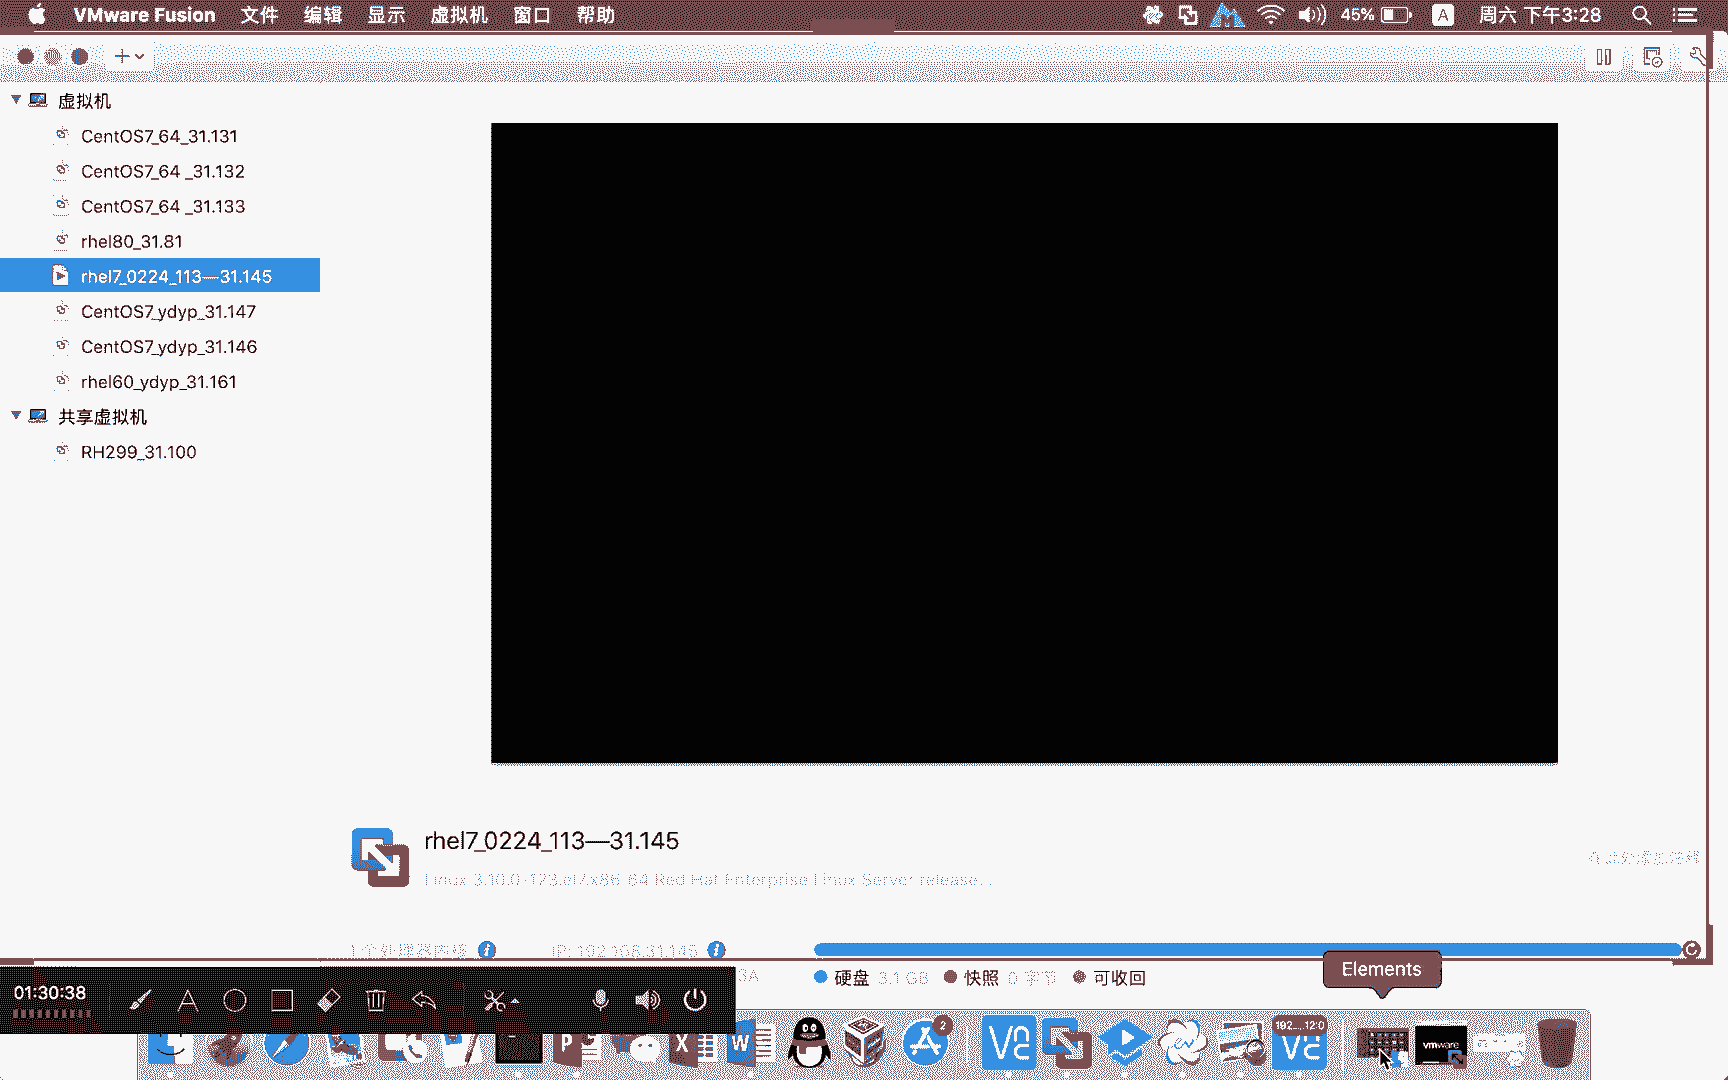 VMware Fusion 文件 编辑 显示 虚拟机 窗口 帮助 45% A 周六 下午3:28
虚拟机
CentOS7_64_31.131
CentOS7_64 _31.132
CentOS7_64 _31.133
rhel80_31.81
rhel7_0224_113—31.145
CentOS7_ydyp_31.147
CentOS7_ydyp_31.146
rhel60_ydyp_31.161
共享虚拟机
RH299_31.100
rhel7_0224_113—31.145
Linux 3.10.0-123.el7.x86_64 Red Hat Enterprise Linux Server release...
1 个处理器内核 IP: 192.168.31.145
硬盘 3.1 GB 快照 0 字节 可收回
Elements
01:30:38
2
192....12:0
vmware